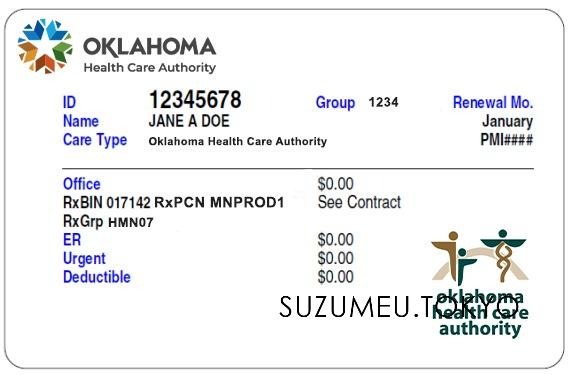 OKLAHOMA
Health Care Authority
ID 12345678 Group 1234 Renewal Mo.
Name JANE A DOE January
Care Type Oklahoma Health Care Authority PMI####
Office $0.00
RxBIN 017142 RxPCN MNPROD1 See Contract
RxGrp HMN07
ER $0.00
Urgent $0.00
Deductible $0.00
SUZUMEU.TOKYO
oklahoma
health care
authority